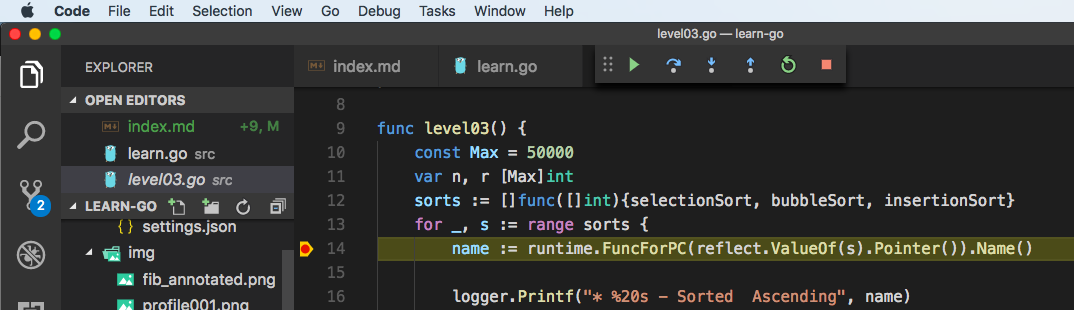 Code File Edit Selection View Go Debug Tasks Window Help
level03.go — learn-go
EXPLORER
OPEN EDITORS
index.md +9, M
learn.go src
level03.go src
2
LEARN-GO
{ } settings.json
img
fib_annotated.png
profile001.png
index.md
learn.go
8
9 func level03() {
10 const Max = 50000
11 var n, r [Max]int
12 sorts := []func([]int){selectionSort, bubbleSort, insertionSort}
13 for _, s := range sorts {
14 name := runtime.FuncForPC(reflect.ValueOf(s).Pointer()).Name()
15
16 logger.Printf("* %20s - Sorted  Ascending", name)